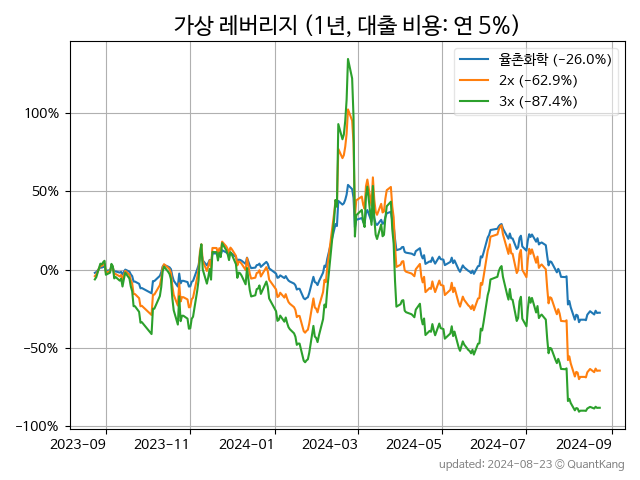 가상 레버리지 (1년, 대출 비용: 연 5%)
율촌화학 (−26.0%)
2x (−62.9%)
3x (−87.4%)
100%
50%
0%
−50%
−100%
2023-09 2023-11 2024-01 2024-03 2024-05 2024-07 2024-09
updated: 2024-08-23 © QuantKang